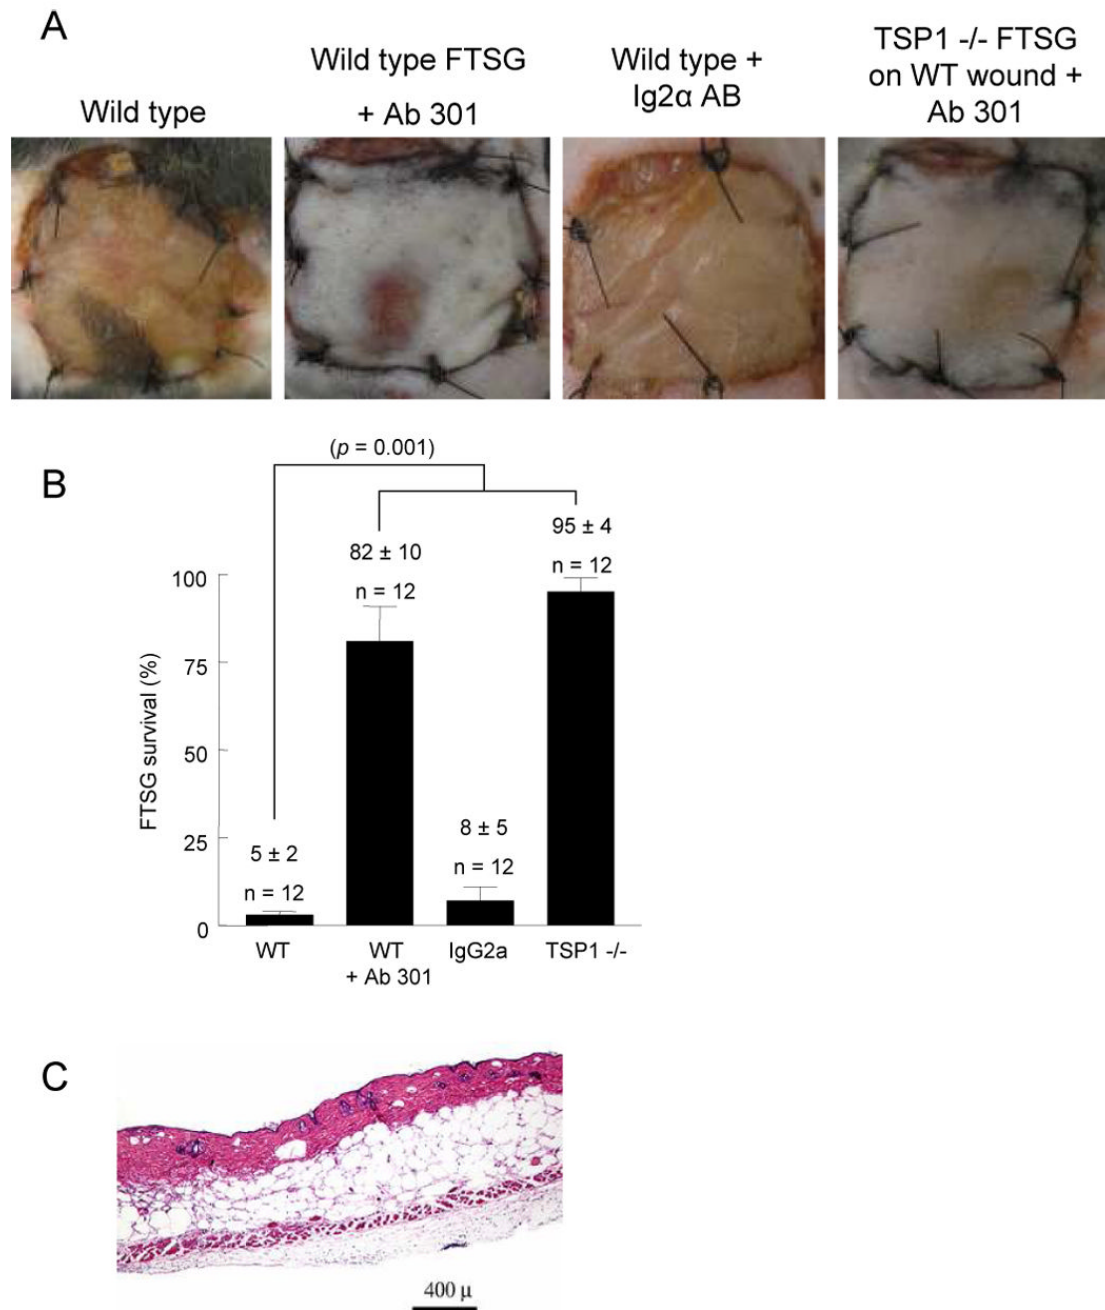 A
Wild type
Wild type FTSG
+ Ab 301
Wild type +
Ig2α AB
TSP1 -/- FTSG
on WT wound +
Ab 301
B
(p = 0.001)
95 ± 4
n = 12
82 ± 10
n = 12
8 ± 5
n = 12
5 ± 2
n = 12
FTSG survival (%)
100
75
50
25
0
WT
WT
+ Ab 301
IgG2a
TSP1 -/-
C
400 μ